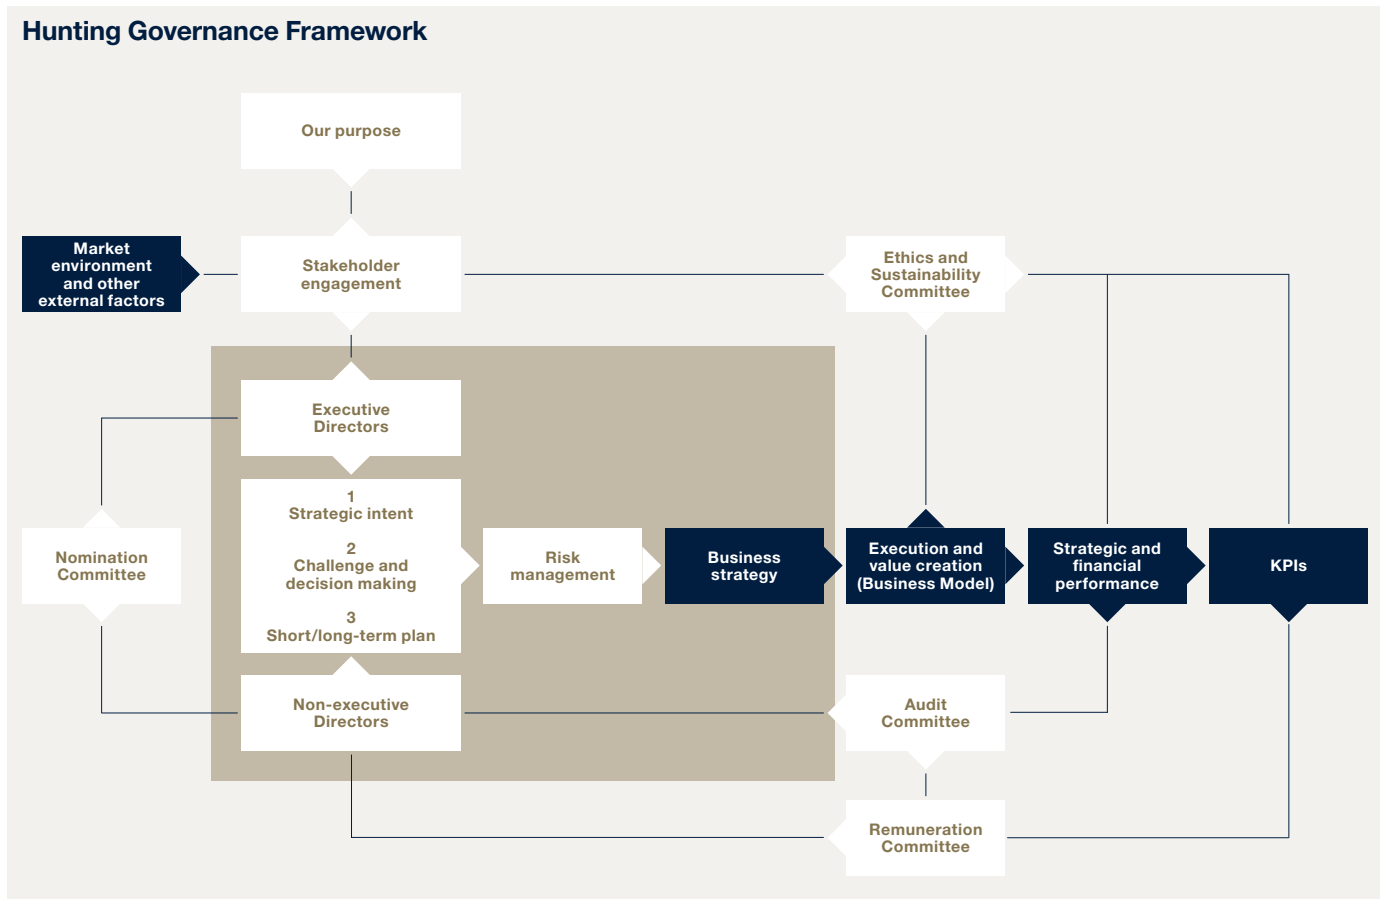 Hunting Governance Framework
Our purpose
Market
environment
and other
external factors
Stakeholder
engagement
Ethics and
Sustainability
Committee
Executive
Directors
1
Strategic intent
2
Challenge and
decision making
3
Short/long-term plan
Nomination
Committee
Risk
management
Business
strategy
Execution and
value creation
(Business Model)
Strategic and
financial
performance
KPIs
Non-executive
Directors
Audit
Committee
Remuneration
Committee